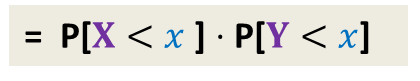 = P[X < x ] · P[Y < x]